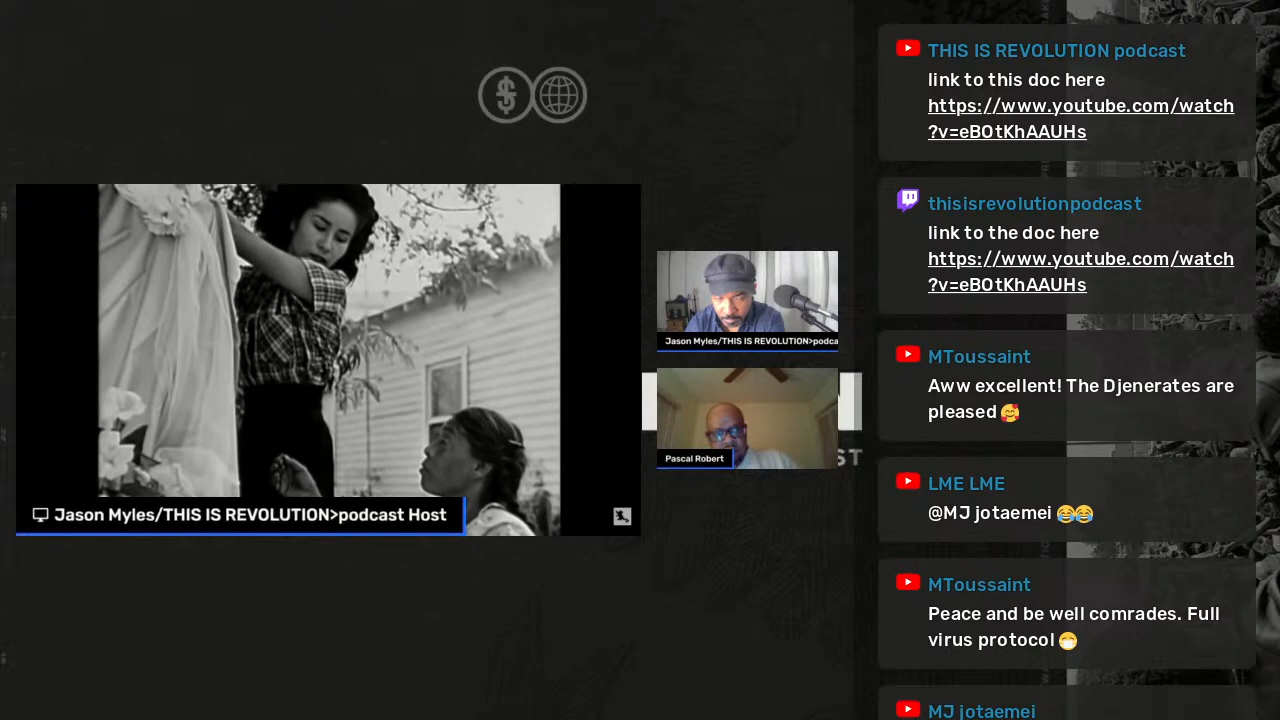 Jason Myles/THIS IS REVOLUTION>podcast Host
Jason Myles/THIS IS REVOLUTION>podca
Pascal Robert
ST
THIS IS REVOLUTION podcast
link to this doc here
https://www.youtube.com/watch
?v=eBOtKhAAUHs
thisisrevolutionpodcast
link to the doc here
https://www.youtube.com/watch
?v=eBOtKhAAUHs
MToussaint
Aww excellent! The Djenerates are
pleased 🥰
LME LME
@MJ jotaemei 😂😂
MToussaint
Peace and be well comrades. Full
virus protocol 😷
MJ jotaemei